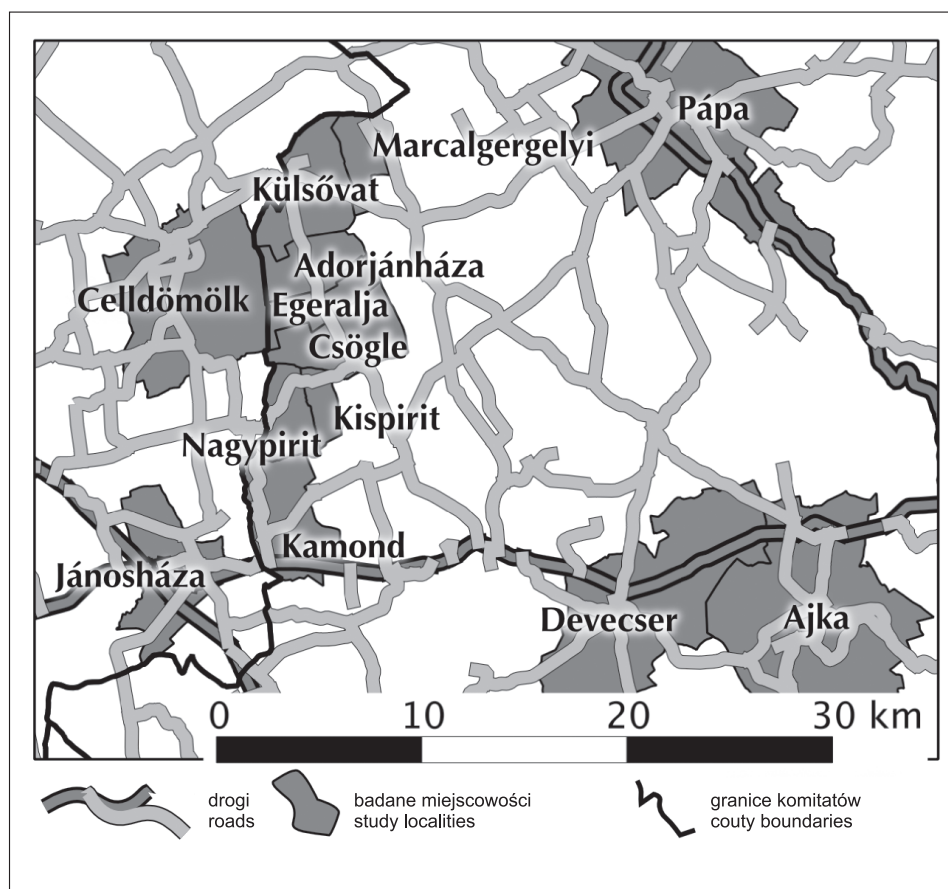 Pápa
Marcalgergelyi
Külsővat
Adorjánháza
Celldömölk
Egeralja
Csögle
Kispirit
Nagypirit
Kamond
Jánosháza
Devecser
Ajka
0 10 20 30 km
drogi
roads
badane miejscowości
study localities
granice komitatów
couty boundaries